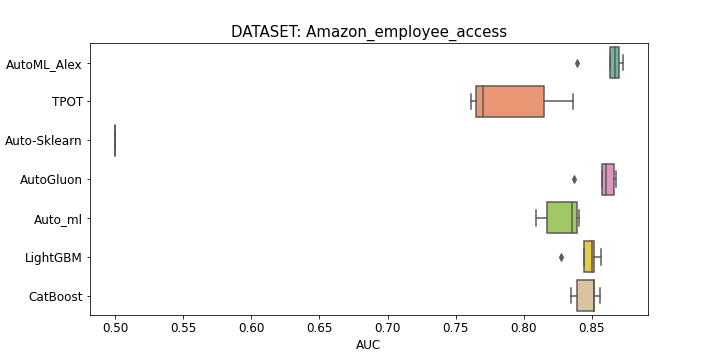 DATASET: Amazon_employee_access
AutoML_Alex
TPOT
Auto-Sklearn
AutoGluon
Auto_ml
LightGBM
CatBoost
0.50 0.55 0.60 0.65 0.70 0.75 0.80 0.85
AUC